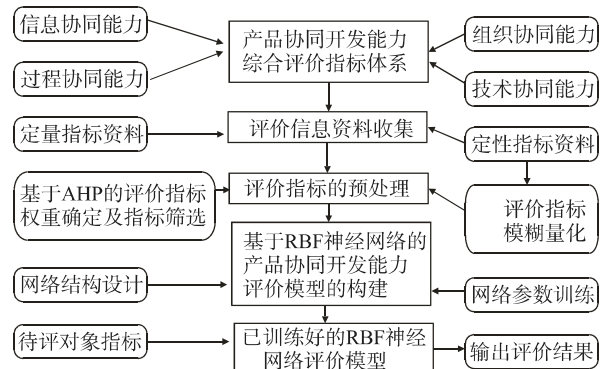 信息协同能力
过程协同能力
产品协同开发能力
综合评价指标体系
组织协同能力
技术协同能力
定量指标资料
评价信息资料收集
定性指标资料
基于AHP的评价指标
权重确定及指标筛选
评价指标的预处理
评价指标
模糊量化
网络结构设计
基于RBF神经网络的
产品协同开发能力
评价模型的构建
网络参数训练
待评对象指标
已训练好的RBF神经
网络评价模型
输出评价结果